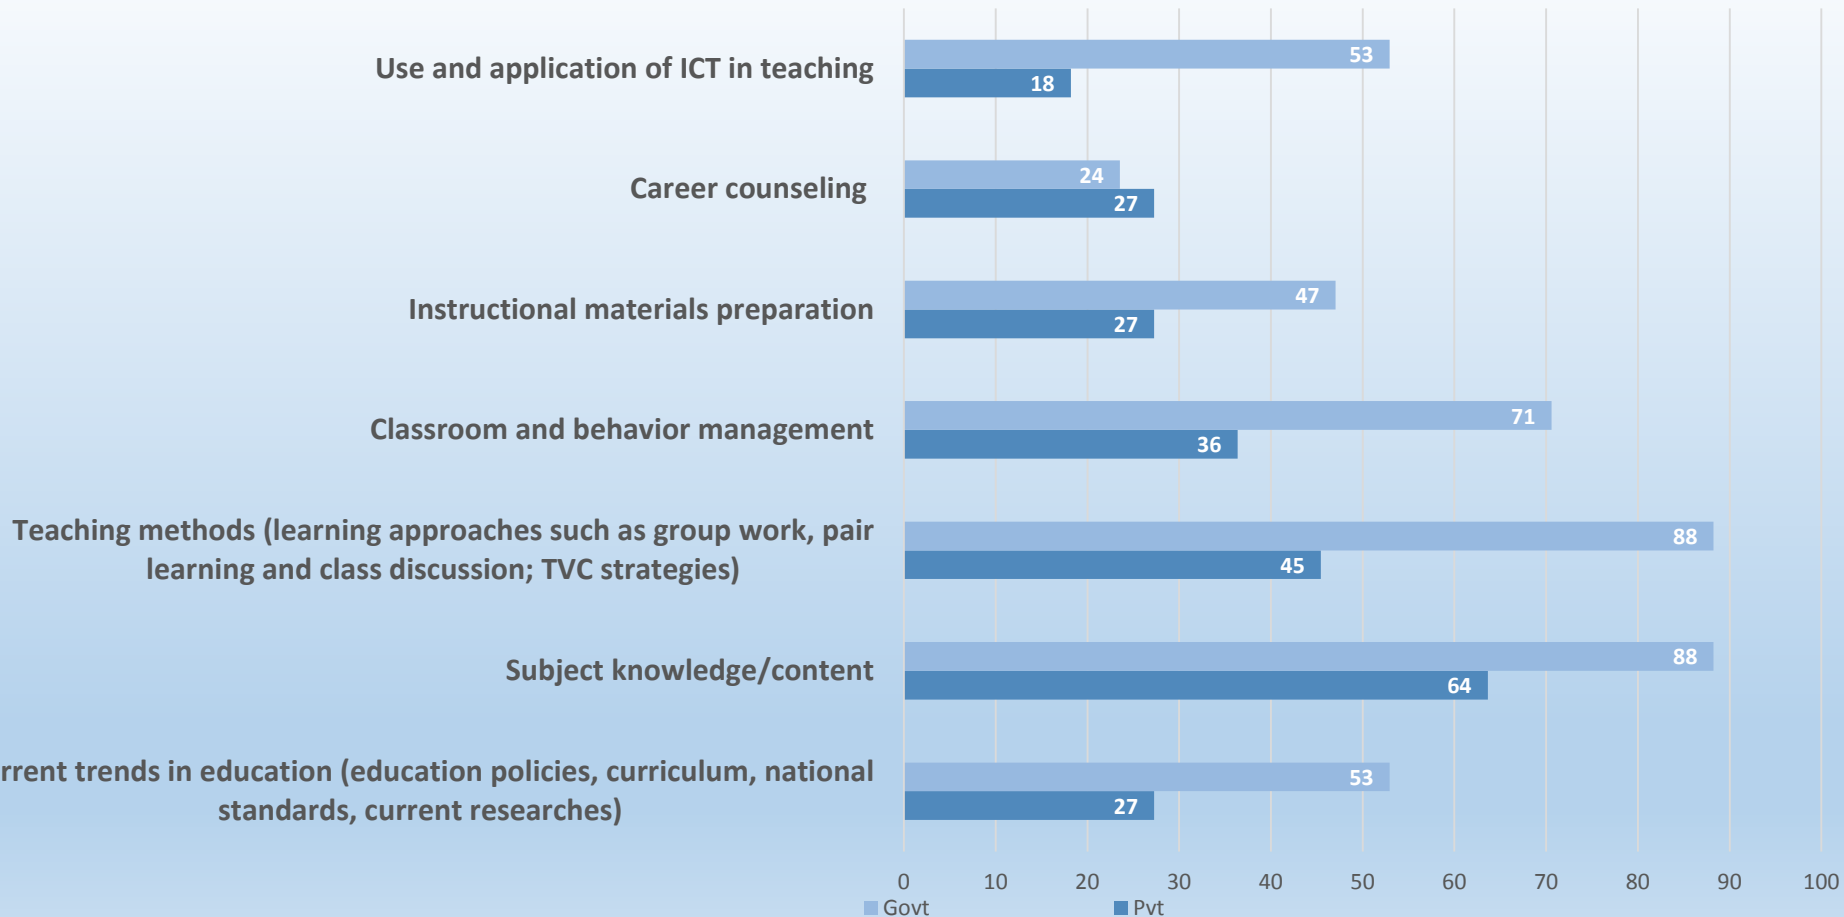 Use and application of ICT in teaching
53
18
Career counseling
24
27
Instructional materials preparation
47
27
Classroom and behavior management
71
36
Teaching methods (learning approaches such as group work, pair
learning and class discussion; TVC strategies)
88
45
Subject knowledge/content
88
64
rrent trends in education (education policies, curriculum, national
standards, current researches)
53
27
0 10 20 30 40 50 60 70 80 90 100
Govt Pvt